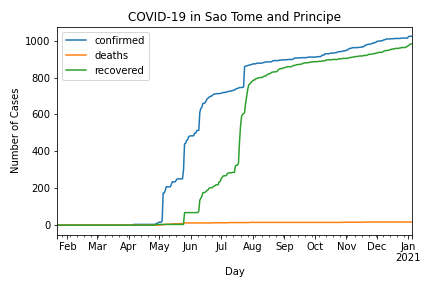 COVID-19 in Sao Tome and Principe
confirmed
deaths
recovered
Number of Cases
1000
800
600
400
200
0
Feb Mar Apr May Jun Jul Aug Sep Oct Nov Dec Jan
2021
Day